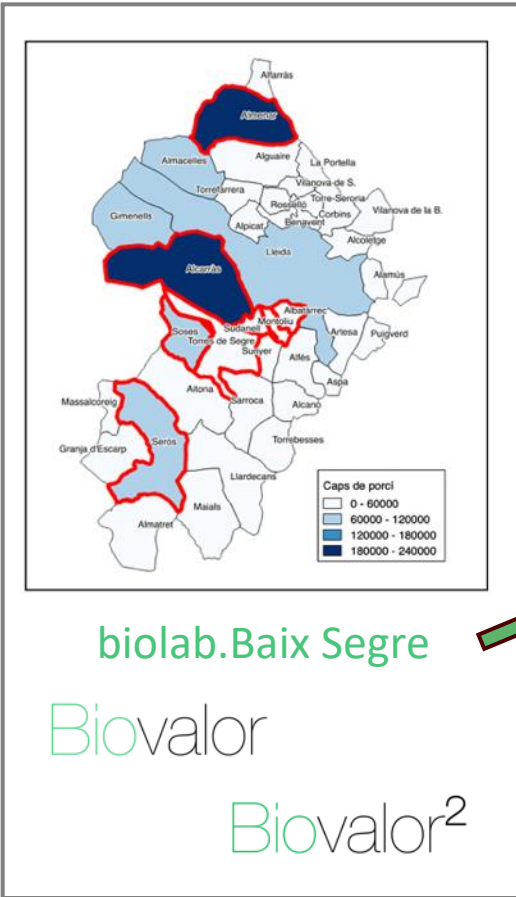 Alfarràs
Almenar
Alguaire
La Portella
Almacelles
Vilanova de S.
Torrefarrera
Torre-Serona
Rosselló
Corbins
Vilanova de la B.
Gimenells
Benavent
Alpicat
Alcoletge
Lleida
Alcarràs
Alamús
Albatàrrec
Montoliu
Soses
Sudanell
Artesa
Puigverd
Torres de Segre
Sunyer
Alfés
Aspa
Aitona
Massalcoreig
Sarroca
Alcanó
Granja d'Escarp
Seròs
Torrebesses
Llardecans
Maials
Almatret
Caps de porcí
0 - 60000
60000 - 120000
120000 - 180000
180000 - 240000
biolab.Baix Segre
Biovalor
Biovalor²